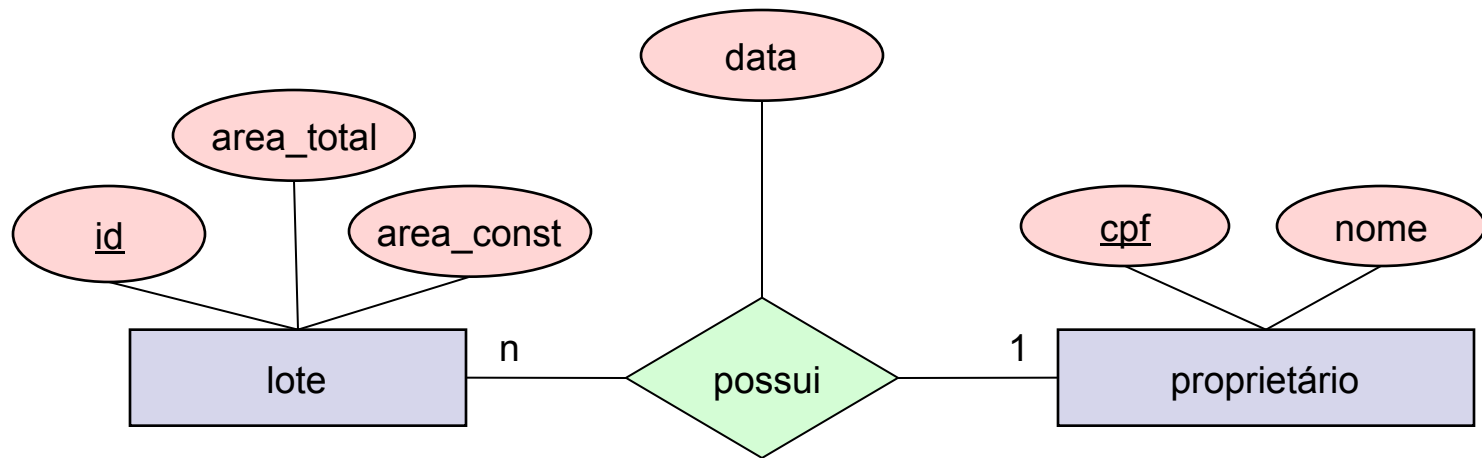 data
area_total
id
area_const
cpf
nome
n
1
lote
possui
proprietário